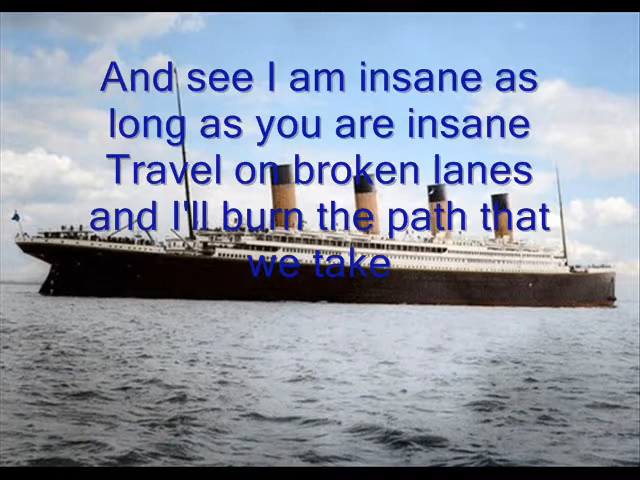 And see I am insane as
long as you are insane
Travel on broken lanes
and I'll burn the path that
we take